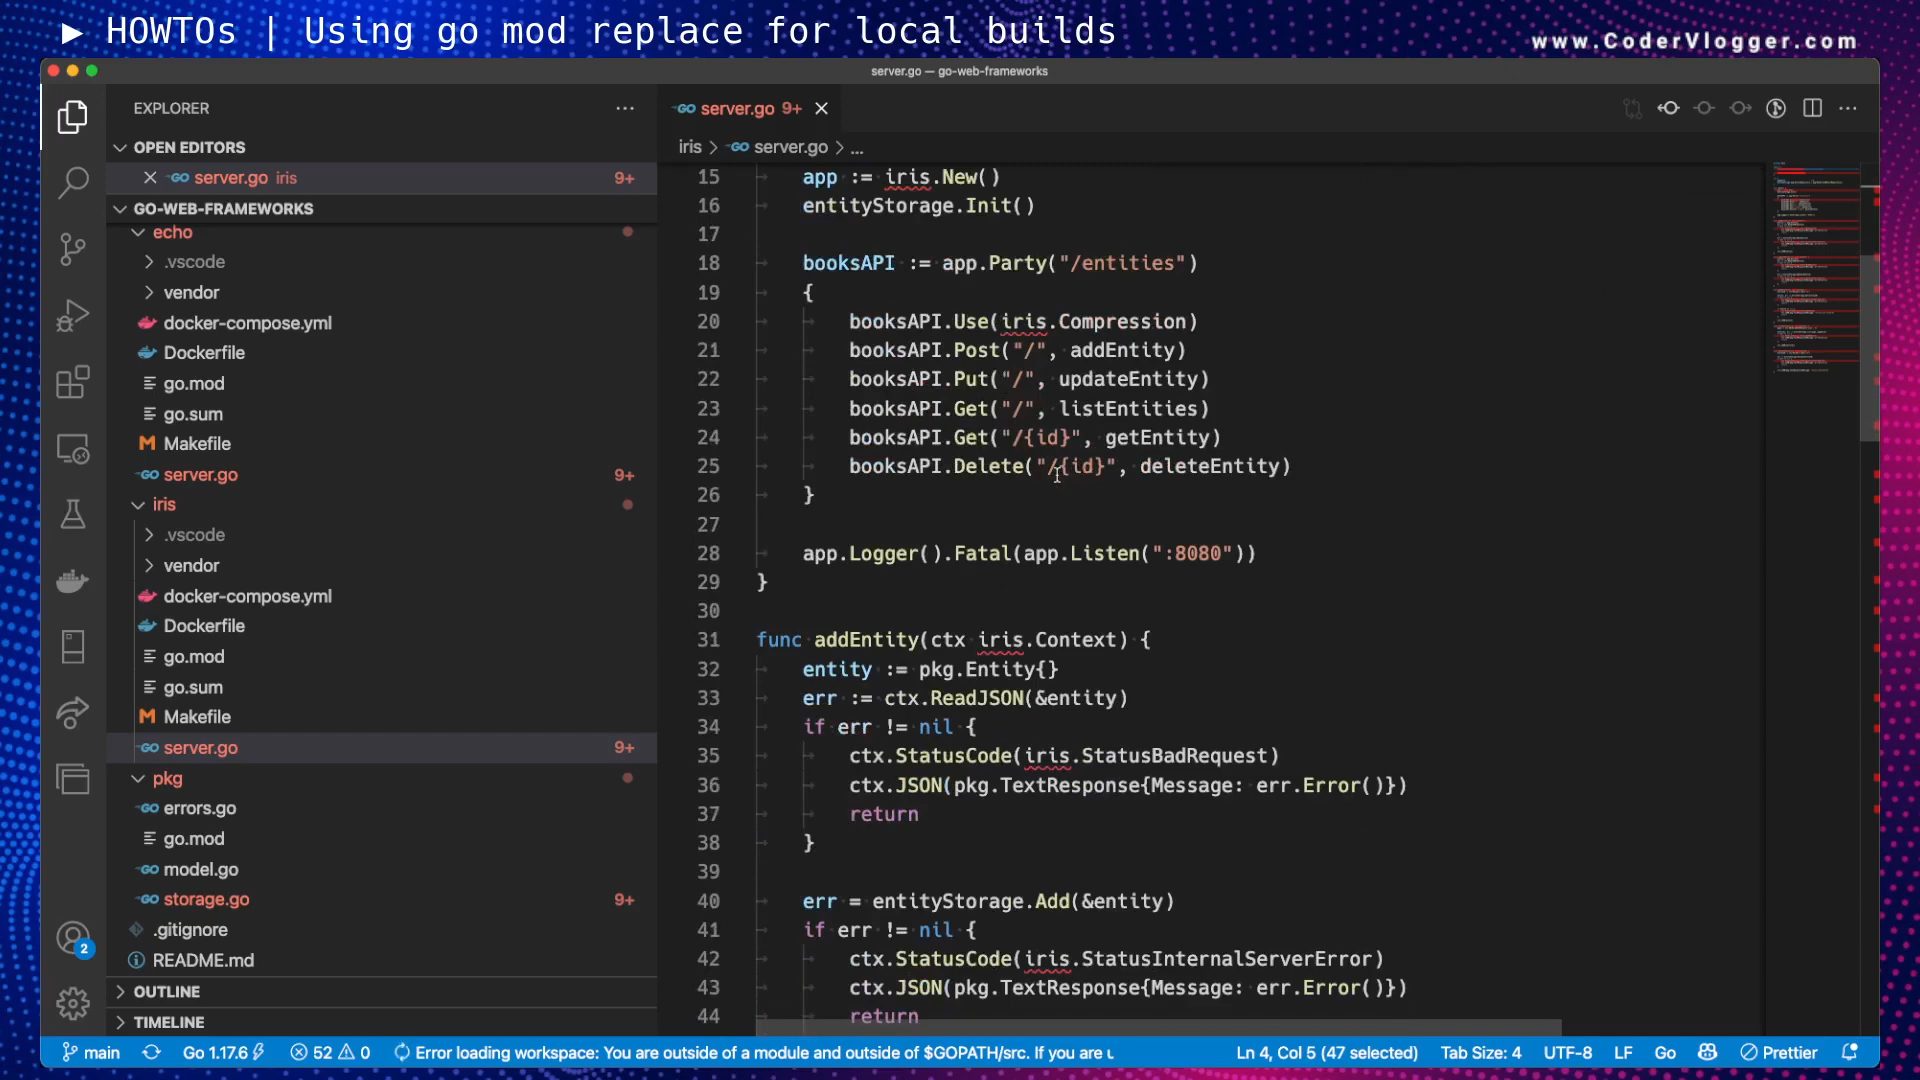 ▶ HOWTOs | Using go mod replace for local builds
www.CoderVlogger.com
server.go — go-web-frameworks
EXPLORER
OPEN EDITORS
server.go iris 9+
GO-WEB-FRAMEWORKS
echo
.vscode
vendor
docker-compose.yml
Dockerfile
go.mod
go.sum
Makefile
server.go 9+
iris
.vscode
vendor
docker-compose.yml
Dockerfile
go.mod
go.sum
Makefile
server.go 9+
pkg
errors.go
go.mod
model.go
storage.go 9+
.gitignore
README.md
OUTLINE
TIMELINE
2
server.go 9+
iris > server.go > ...
15 app := iris.New()
16 entityStorage.Init()
17
18 booksAPI := app.Party("/entities")
19 {
20 booksAPI.Use(iris.Compression)
21 booksAPI.Post("/", addEntity)
22 booksAPI.Put("/", updateEntity)
23 booksAPI.Get("/", listEntities)
24 booksAPI.Get("/{id}", getEntity)
25 booksAPI.Delete("/{id}", deleteEntity)
26 }
27
28 app.Logger().Fatal(app.Listen(":8080"))
29 }
30
31 func addEntity(ctx iris.Context) {
32 entity := pkg.Entity{}
33 err := ctx.ReadJSON(&entity)
34 if err != nil {
35 ctx.StatusCode(iris.StatusBadRequest)
36 ctx.JSON(pkg.TextResponse{Message: err.Error()})
37 return
38 }
39
40 err = entityStorage.Add(&entity)
41 if err != nil {
42 ctx.StatusCode(iris.StatusInternalServerError)
43 ctx.JSON(pkg.TextResponse{Message: err.Error()})
44 return
main Go 1.17.6 52 0 Error loading workspace: You are outside of a module and outside of $GOPATH/src. If you are u Ln 4, Col 5 (47 selected) Tab Size: 4 UTF-8 LF Go Prettier